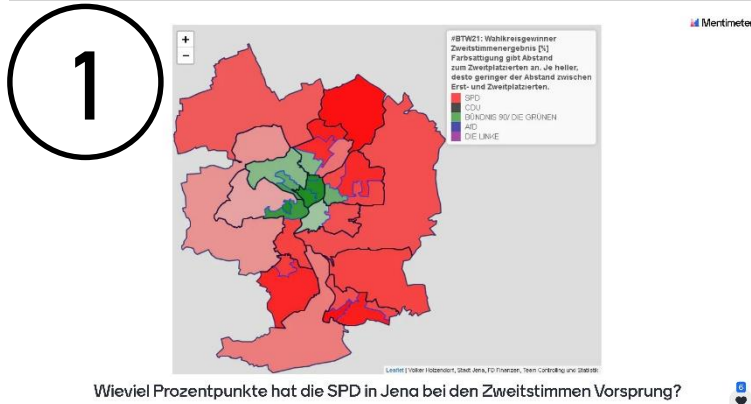 1
Mentimeter
+
−
#BTW21: Wahlkreisgewinner
Zweitstimmenergebnis [%]
Farbsättigung gibt Abstand
zum Zweitplatzierten an. Je heller,
desto geringer der Abstand zwischen
Erst- und Zweitplatzierten.
SPD
CDU
BÜNDNIS 90/ DIE GRÜNEN
AfD
DIE LINKE
Leaflet | Volker Holzendorf, Stadt Jena, FD Finanzen, Team Controlling und Statistik
Wieviel Prozentpunkte hat die SPD in Jena bei den Zweitstimmen Vorsprung?
6